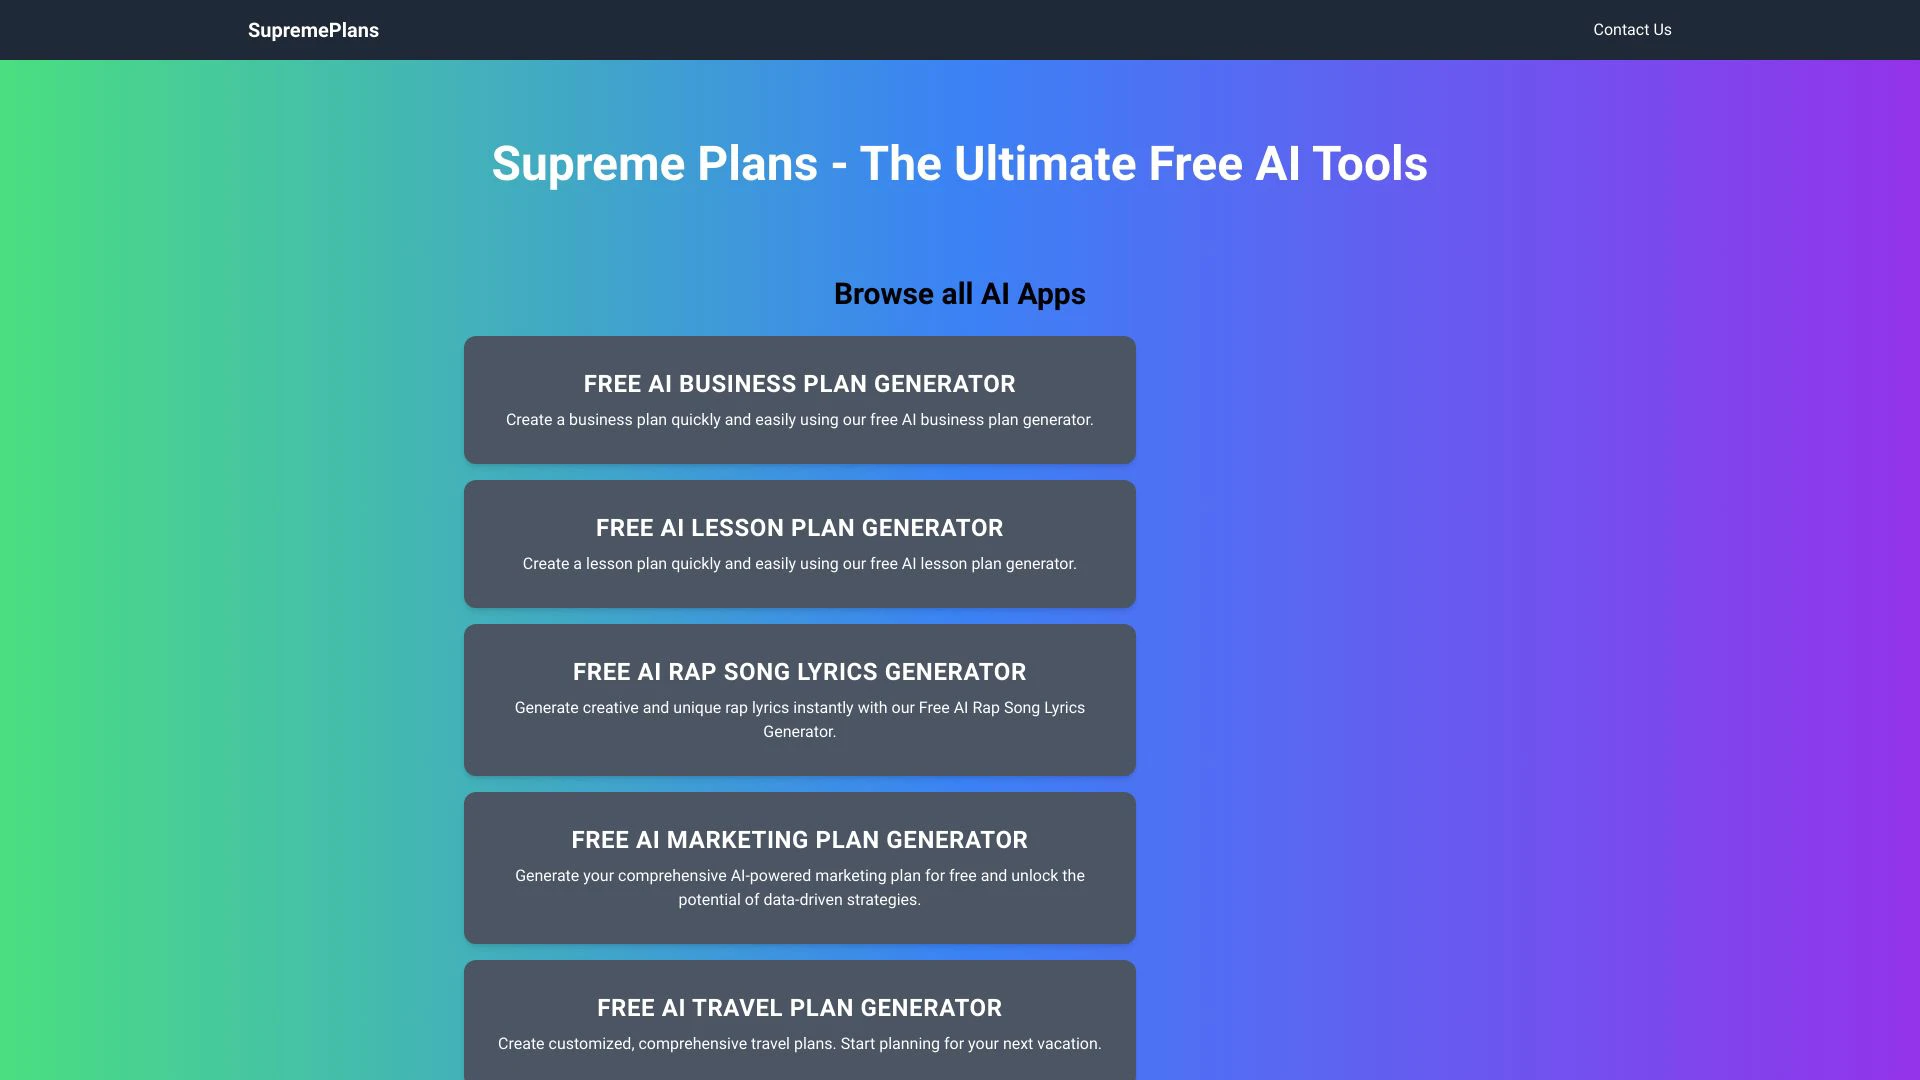 SupremePlans
Contact Us
Supreme Plans - The Ultimate Free AI Tools
Browse all AI Apps
FREE AI BUSINESS PLAN GENERATOR
Create a business plan quickly and easily using our free AI business plan generator.
FREE AI LESSON PLAN GENERATOR
Create a lesson plan quickly and easily using our free AI lesson plan generator.
FREE AI RAP SONG LYRICS GENERATOR
Generate creative and unique rap lyrics instantly with our Free AI Rap Song Lyrics
Generator.
FREE AI MARKETING PLAN GENERATOR
Generate your comprehensive AI-powered marketing plan for free and unlock the
potential of data-driven strategies.
FREE AI TRAVEL PLAN GENERATOR
Create customized, comprehensive travel plans. Start planning for your next vacation.